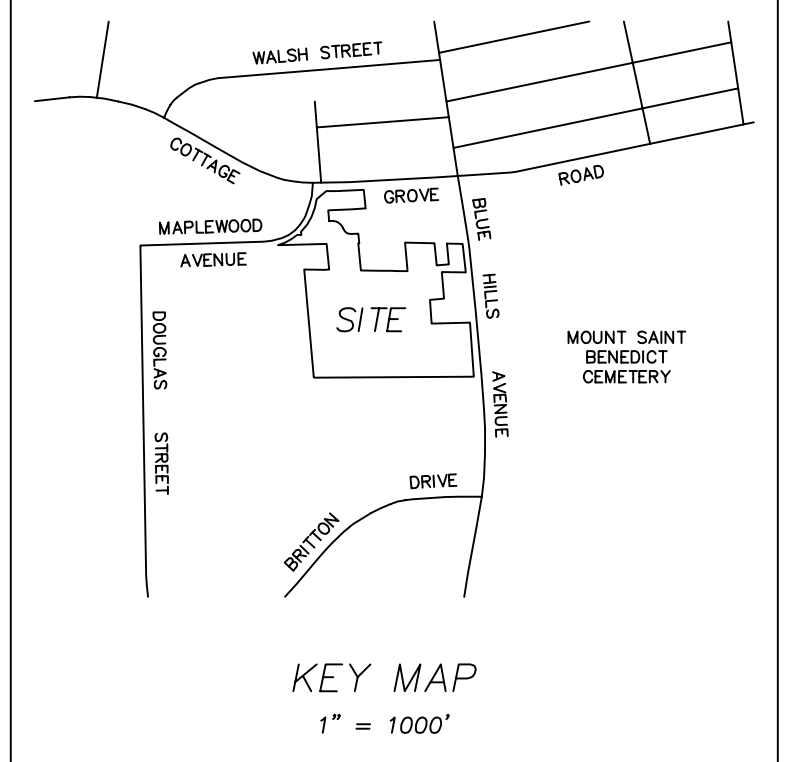 WALSH STREET
COTTAGE
GROVE
ROAD
MAPLEWOOD
AVENUE
BLUE
HILLS
AVENUE
SITE
DOUGLAS
STREET
MOUNT SAINT
BENEDICT
CEMETERY
DRIVE
BRITTON
KEY MAP
1" = 1000'